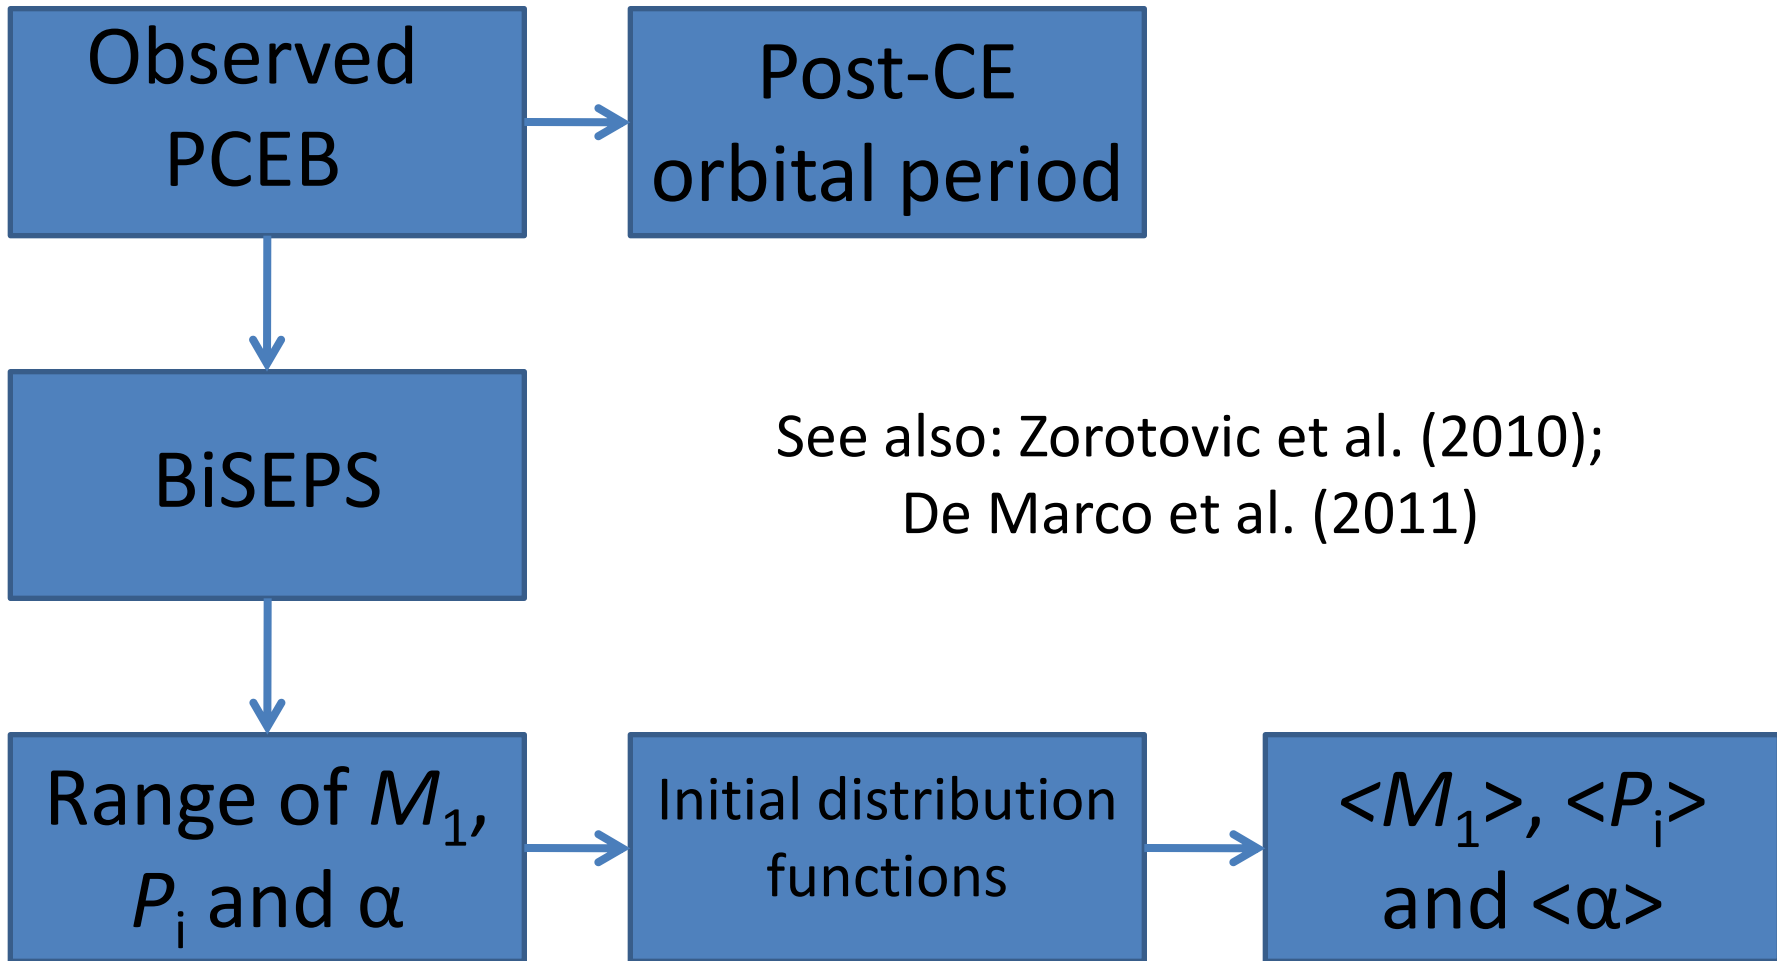 Observed
PCEB
Post-CE
orbital period
BiSEPS
See also: Zorotovic et al. (2010);
De Marco et al. (2011)
Range of M₁,
Pᵢ and α
Initial distribution
functions
<M₁>, <Pᵢ>
and <α>